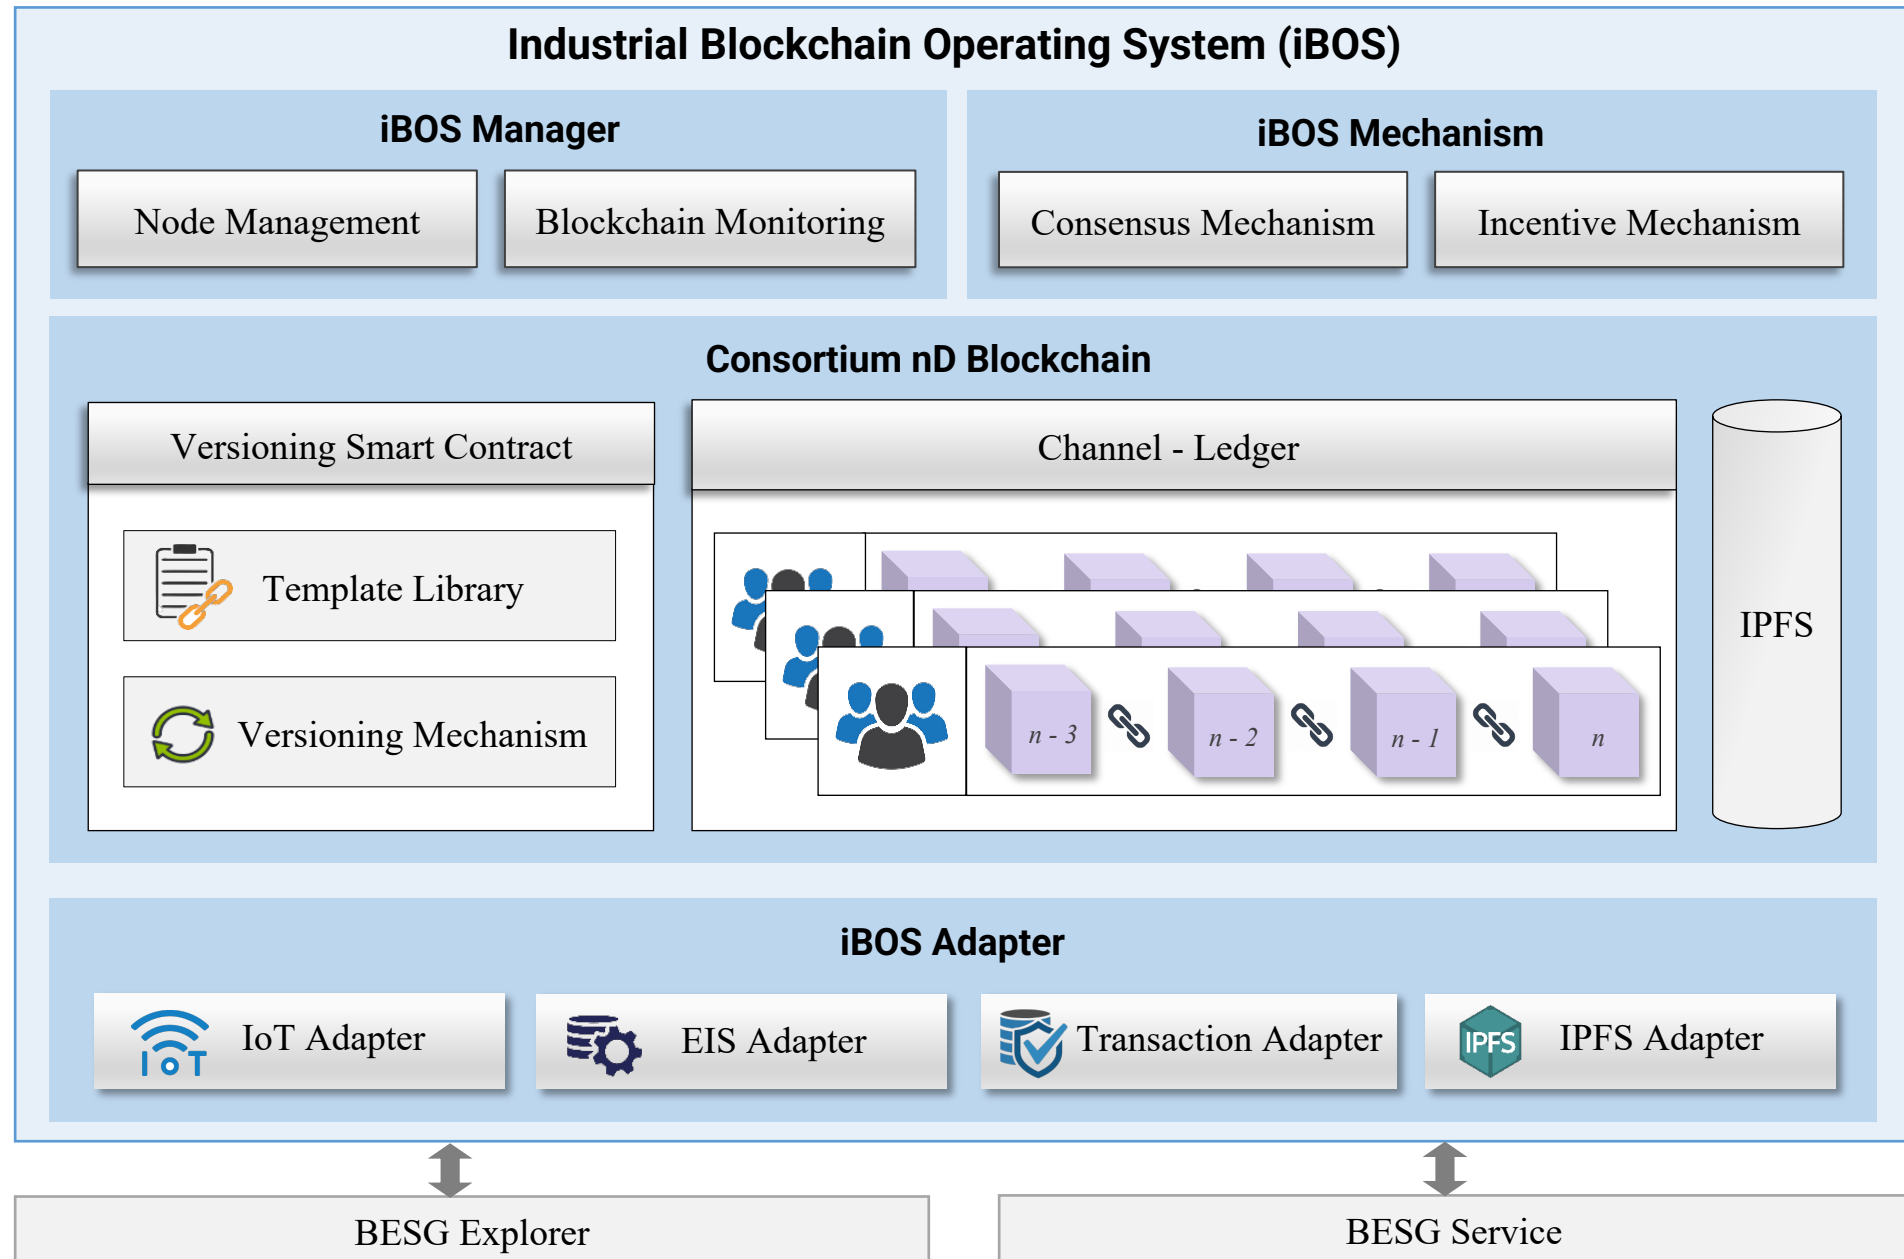 Industrial Blockchain Operating System (iBOS)
iBOS Manager
Node Management
Blockchain Monitoring
iBOS Mechanism
Consensus Mechanism
Incentive Mechanism
Consortium nD Blockchain
Versioning Smart Contract
Template Library
Versioning Mechanism
Channel - Ledger
n - 3
n - 2
n - 1
n
IPFS
iBOS Adapter
IoT
IoT Adapter
EIS Adapter
Transaction Adapter
IPFS
IPFS Adapter
BESG Explorer
BESG Service